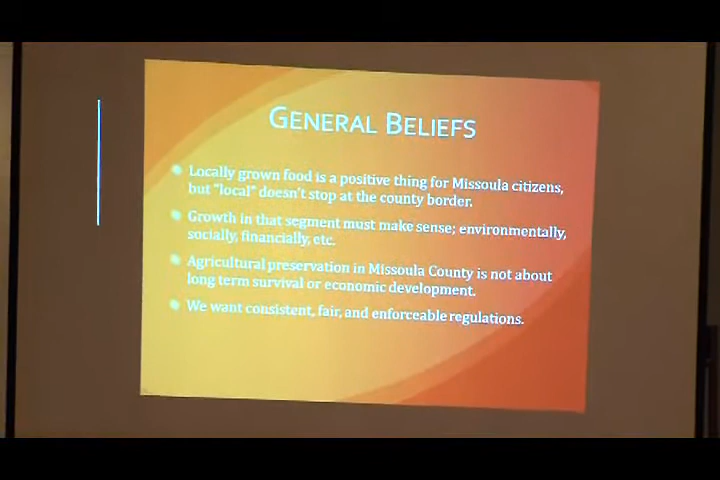 GENERAL BELIEFS
Locally grown food is a positive thing for Missoula citizens,
but "local" doesn't stop at the county border.
Growth in that segment must make sense; environmentally,
socially, financially, etc.
Agricultural preservation in Missoula County is not about
long term survival or economic development.
We want consistent, fair, and enforceable regulations.